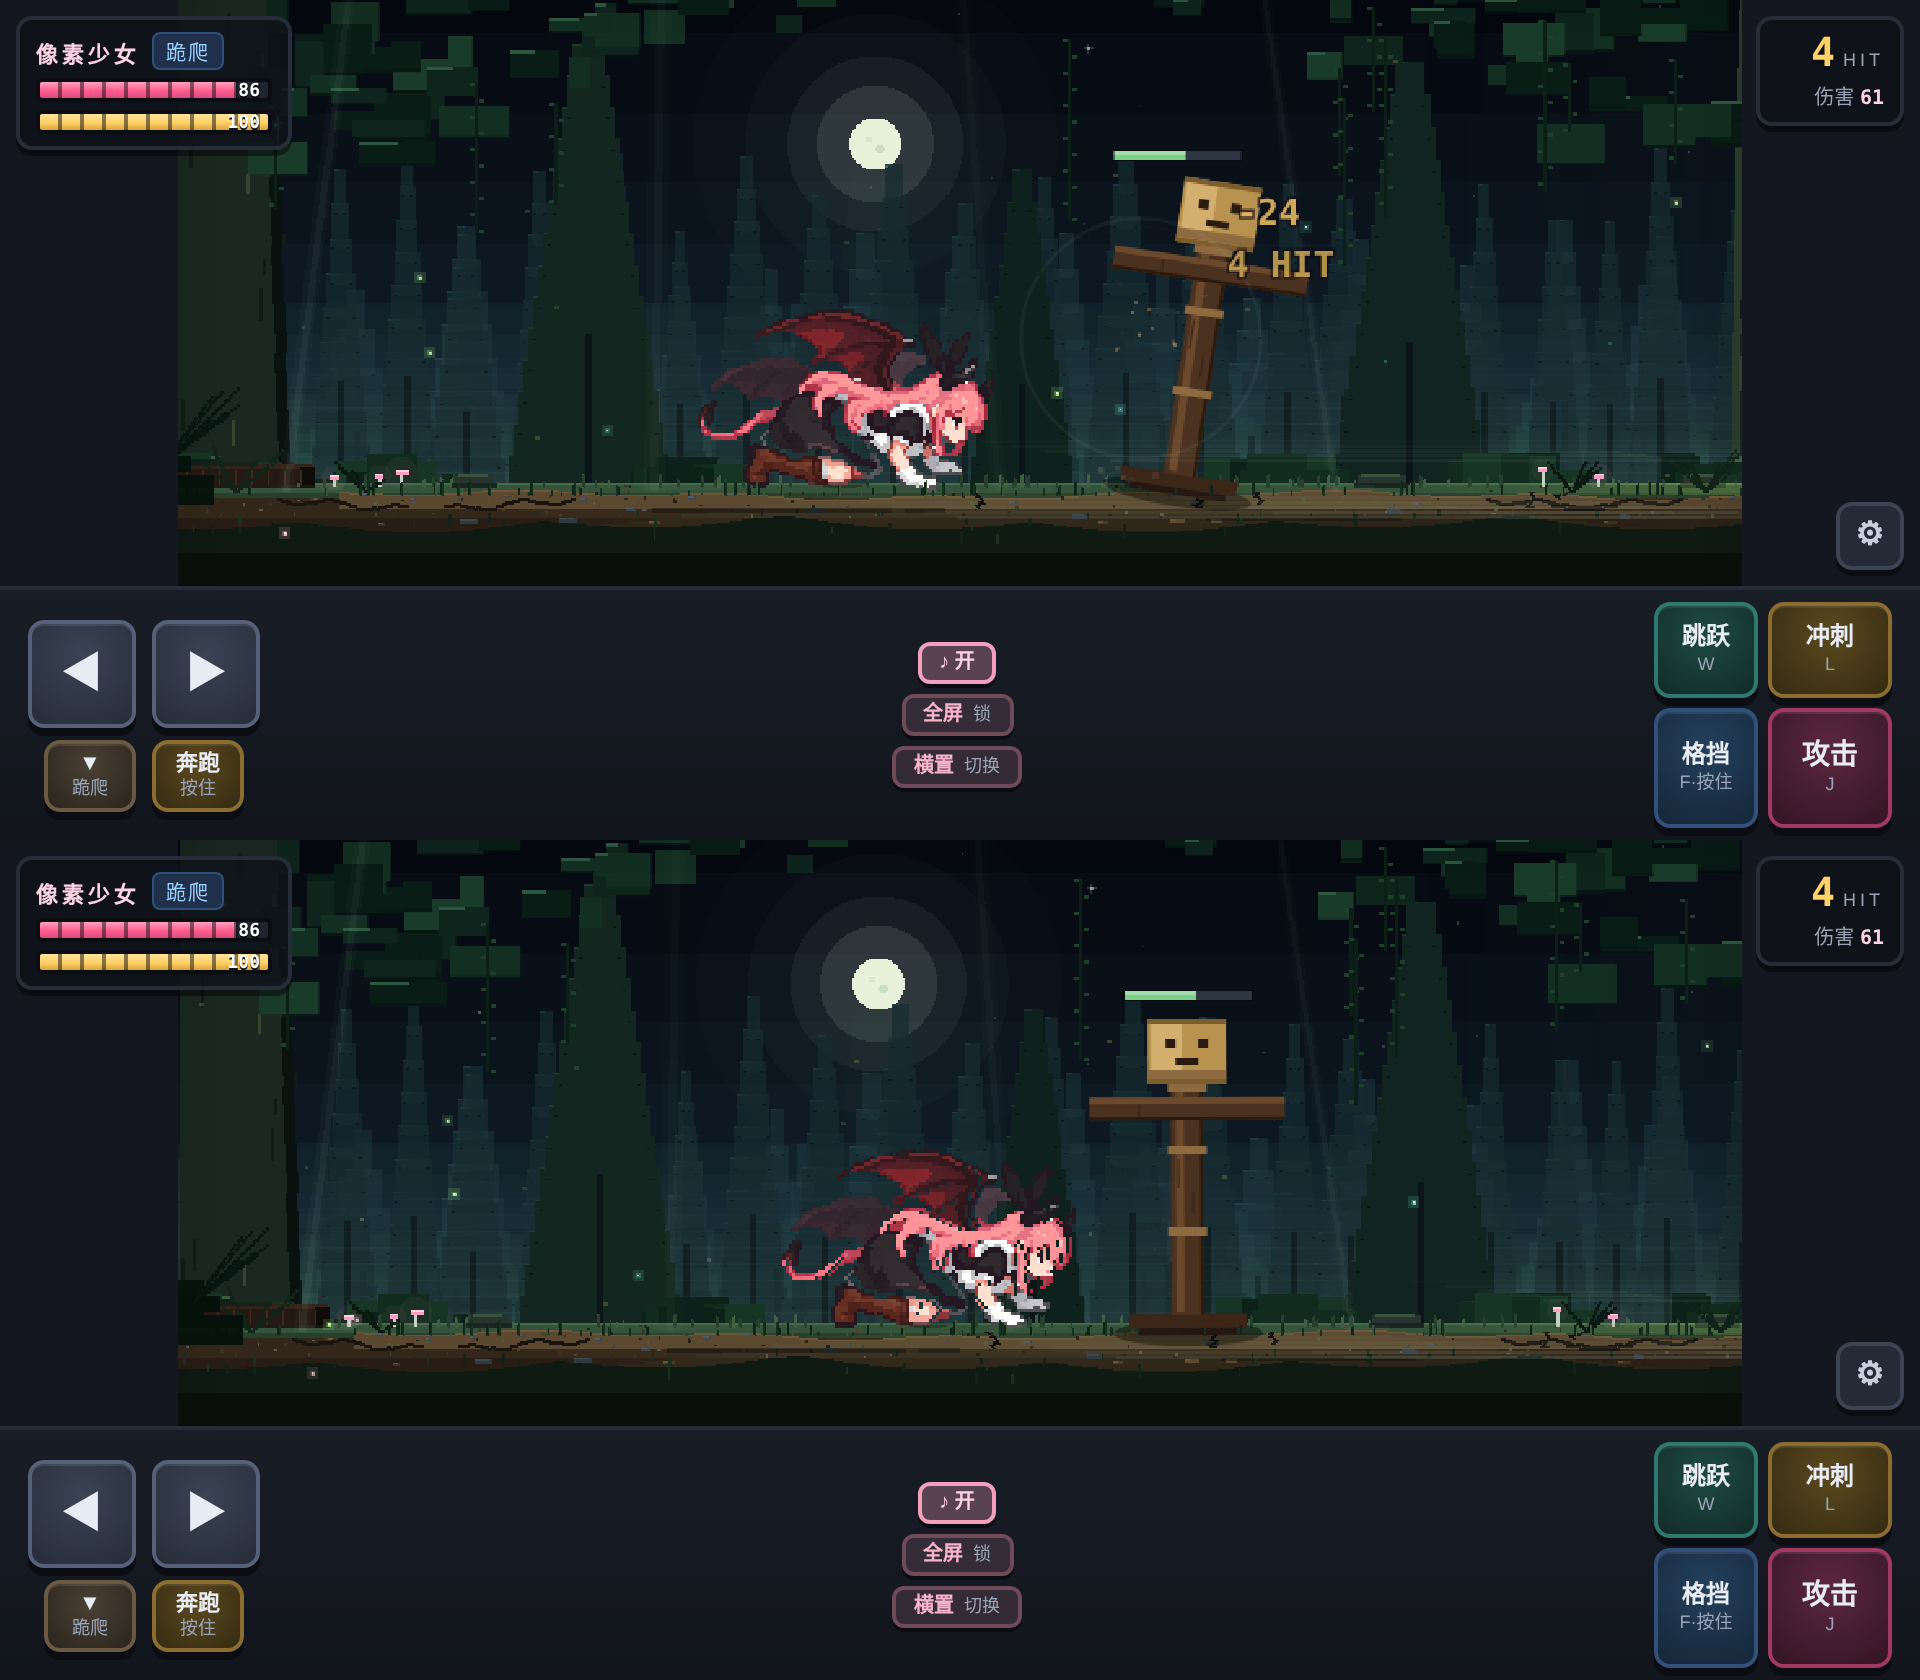 像素少女 跪爬
86
100
4 HIT
伤害 61
-24
4 HIT
♪ 开
全屏 锁
横置 切换
▼
跪爬
奔跑
按住
跳跃
W
冲刺
L
格挡
F·按住
攻击
J
像素少女 跪爬
86
100
4 HIT
伤害 61
♪ 开
全屏 锁
横置 切换
▼
跪爬
奔跑
按住
跳跃
W
冲刺
L
格挡
F·按住
攻击
J